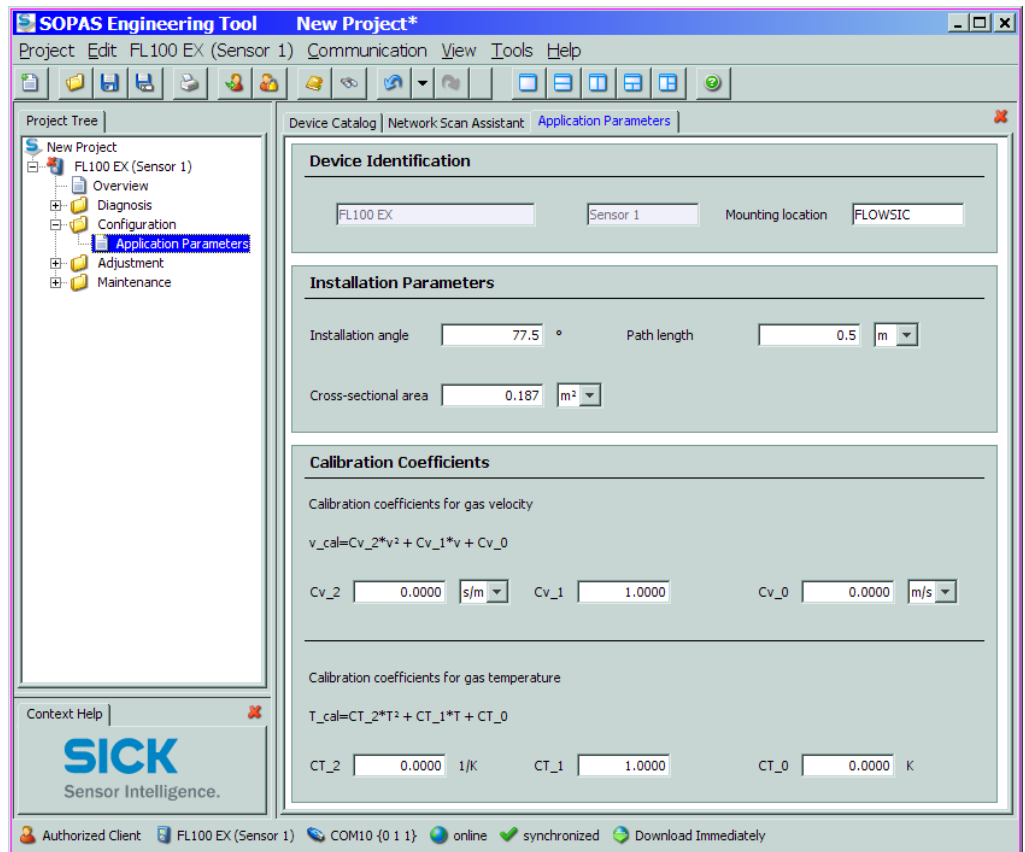 SOPAS Engineering Tool New Project*
Project Edit FL100 EX (Sensor 1) Communication View Tools Help
Project Tree
New Project
FL100 EX (Sensor 1)
Overview
Diagnosis
Configuration
Application Parameters
Adjustment
Maintenance
Device Catalog Network Scan Assistant Application Parameters
Device Identification
FL100 EX Sensor 1 Mounting location FLOWSIC
Installation Parameters
Installation angle 77.5 ° Path length 0.5 m
Cross-sectional area 0.187 m²
Calibration Coefficients
Calibration coefficients for gas velocity
v_cal=Cv_2*v² + Cv_1*v + Cv_0
Cv_2 0.0000 s/m Cv_1 1.0000 Cv_0 0.0000 m/s
Calibration coefficients for gas temperature
T_cal=CT_2*T² + CT_1*T + CT_0
CT_2 0.0000 1/K CT_1 1.0000 CT_0 0.0000 K
Context Help
SICK
Sensor Intelligence.
Authorized Client FL100 EX (Sensor 1) COM10 {0 1 1} online synchronized Download Immediately